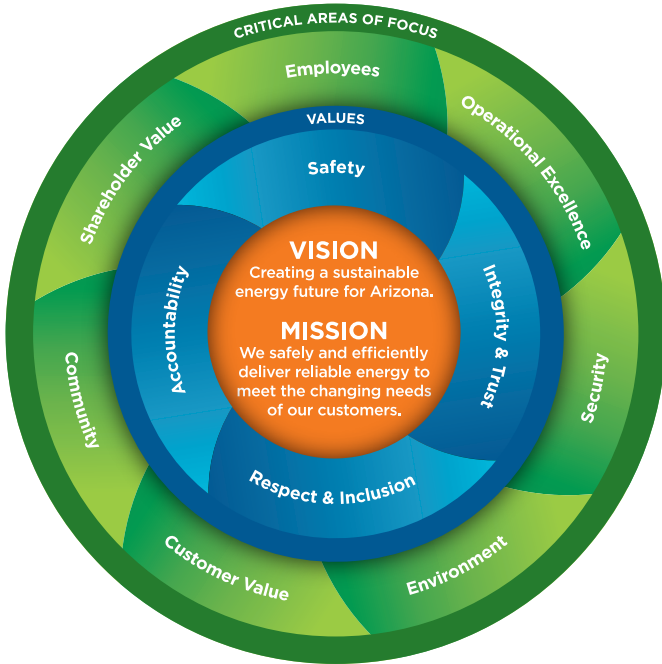 CRITICAL AREAS OF FOCUS
Employees
Operational Excellence
Security
Environment
Customer Value
Community
Shareholder Value
VALUES
Safety
Integrity & Trust
Respect & Inclusion
Accountability
VISION
Creating a sustainable
energy future for Arizona.
MISSION
We safely and efficiently
deliver reliable energy to
meet the changing needs
of our customers.